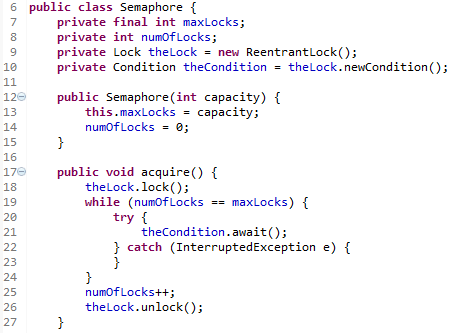 6 public class Semaphore {
7     private final int maxLocks;
8     private int numOfLocks;
9     private Lock theLock = new ReentrantLock();
10     private Condition theCondition = theLock.newCondition();
11
12     public Semaphore(int capacity) {
13         this.maxLocks = capacity;
14         numOfLocks = 0;
15     }
16
17     public void acquire() {
18         theLock.lock();
19         while (numOfLocks == maxLocks) {
20             try {
21                 theCondition.await();
22             } catch (InterruptedException e) {
23             }
24         }
25         numOfLocks++;
26         theLock.unlock();
27     }